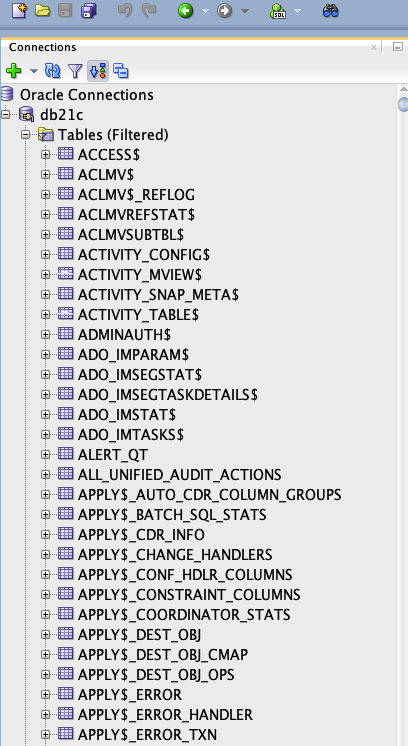 SQL
Connections
Oracle Connections
db21c
Tables (Filtered)
ACCESS$
ACLMV$
ACLMV$_REFLOG
ACLMVREFSTAT$
ACLMVSUBTBL$
ACTIVITY_CONFIG$
ACTIVITY_MVIEW$
ACTIVITY_SNAP_META$
ACTIVITY_TABLE$
ADMINAUTH$
ADO_IMPARAM$
ADO_IMSEGSTAT$
ADO_IMSEGTASKDETAILS$
ADO_IMSTAT$
ADO_IMTASKS$
ALERT_QT
ALL_UNIFIED_AUDIT_ACTIONS
APPLY$_AUTO_CDR_COLUMN_GROUPS
APPLY$_BATCH_SQL_STATS
APPLY$_CDR_INFO
APPLY$_CHANGE_HANDLERS
APPLY$_CONF_HDLR_COLUMNS
APPLY$_CONSTRAINT_COLUMNS
APPLY$_COORDINATOR_STATS
APPLY$_DEST_OBJ
APPLY$_DEST_OBJ_CMAP
APPLY$_DEST_OBJ_OPS
APPLY$_ERROR
APPLY$_ERROR_HANDLER
APPLY$_ERROR_TXN